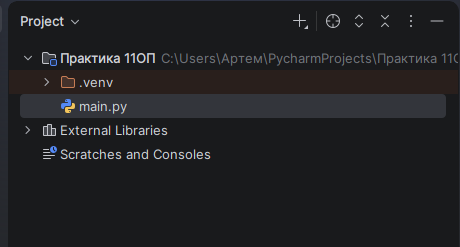 Project
Практика 11ОП C:\Users\Артем\PycharmProjects\Практика 11О
.venv
main.py
External Libraries
Scratches and Consoles